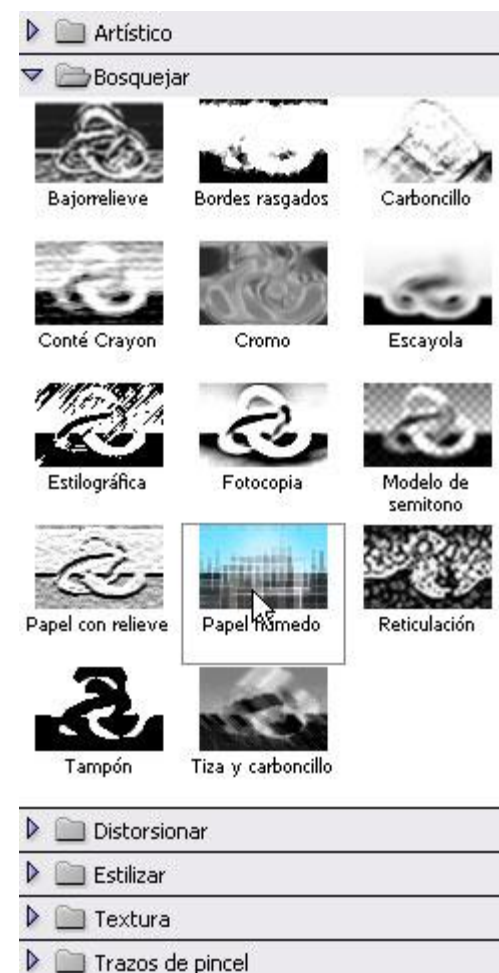 Artístico
Bosquejar
Bajorrelieve
Bordes rasgados
Carboncillo
Conté Crayon
Cromo
Escayola
Estilográfica
Fotocopia
Modelo de
semitono
Papel con relieve
Papel húmedo
Reticulación
Tampón
Tiza y carboncillo
Distorsionar
Estilizar
Textura
Trazos de pincel